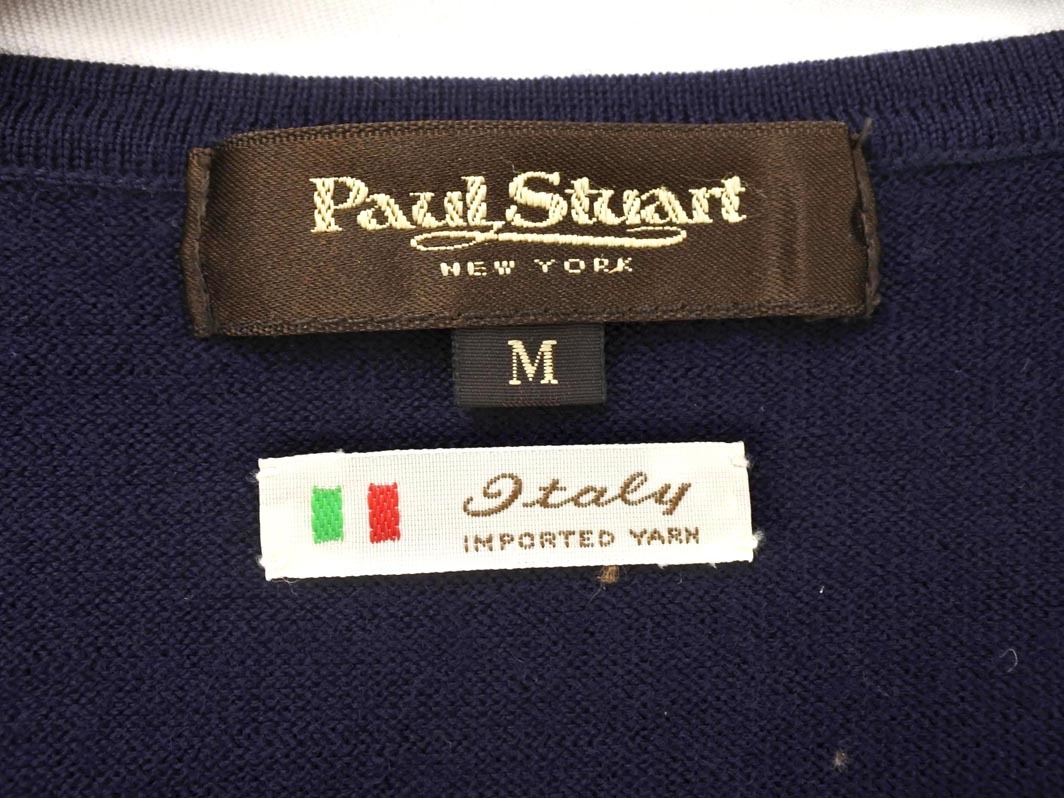 Paul Stuart
NEW YORK
M
Italy
IMPORTED YARN